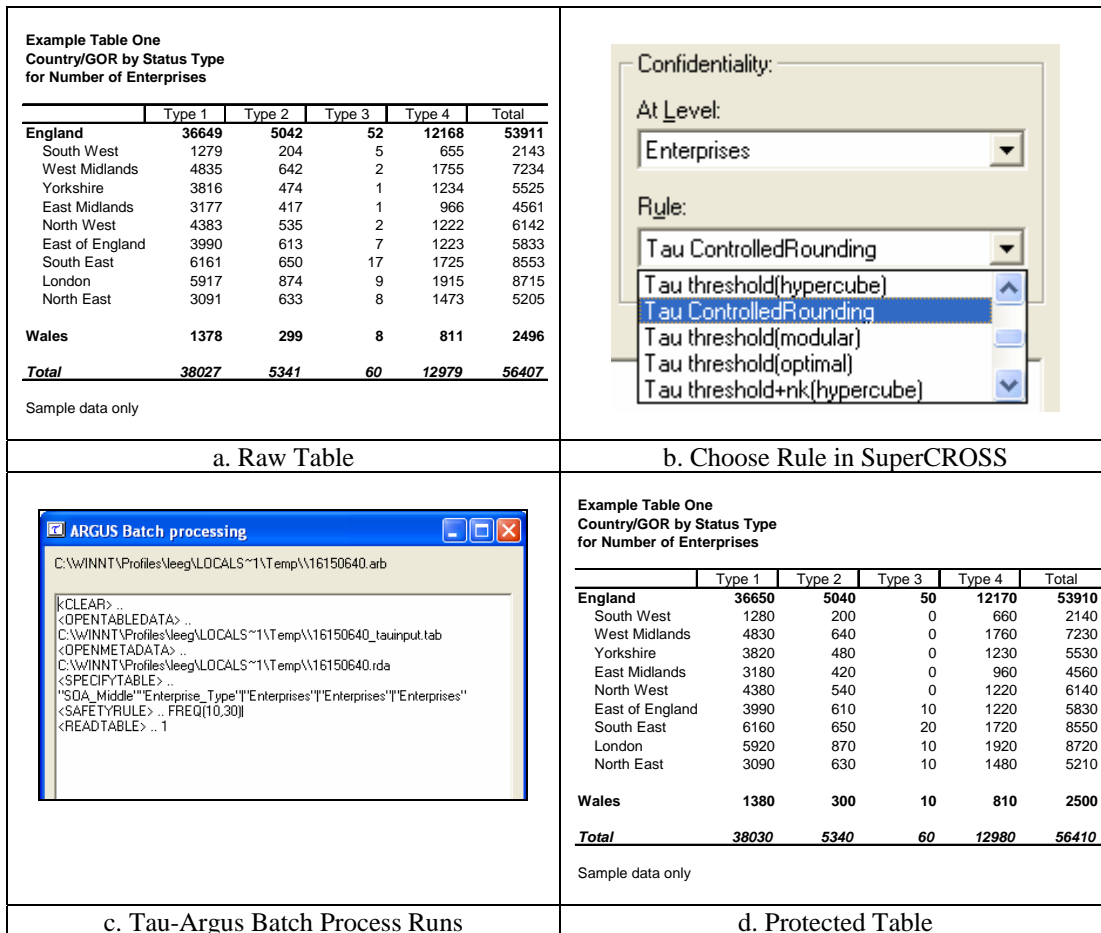 Example Table One
Country/GOR by Status Type
for Number of Enterprises
Type 1 Type 2 Type 3 Type 4 Total
England 36649 5042 52 12168 53911
South West 1279 204 5 655 2143
West Midlands 4835 642 2 1755 7234
Yorkshire 3816 474 1 1234 5525
East Midlands 3177 417 1 966 4561
North West 4383 535 2 1222 6142
East of England 3990 613 7 1223 5833
South East 6161 650 17 1725 8553
London 5917 874 9 1915 8715
North East 3091 633 8 1473 5205
Wales 1378 299 8 811 2496
Total 38027 5341 60 12979 56407
Sample data only
a. Raw Table
Confidentiality:
At Level:
Enterprises
Rule:
Tau ControlledRounding
Tau threshold(hypercube)
Tau ControlledRounding
Tau threshold(modular)
Tau threshold(optimal)
Tau threshold+nk(hypercube)
b. Choose Rule in SuperCROSS
ARGUS Batch processing
C:\WINNT\Profiles\leeg\LOCALS~1\Temp\\16150640.arb
<CLEAR> ..
<OPENTABLEDATA> ..
C:\WINNT\Profiles\leeg\LOCALS~1\Temp\\16150640_tauinput.tab
<OPENMETADATA> ..
C:\WINNT\Profiles\leeg\LOCALS~1\Temp\\16150640.rda
<SPECIFYTABLE> ..
"SOA_Middle""Enterprise_Type"|"Enterprises"|"Enterprises"|"Enterprises"
<SAFETYRULE> .. FREQ(10,30)|
<READTABLE> .. 1
c. Tau-Argus Batch Process Runs
Example Table One
Country/GOR by Status Type
for Number of Enterprises
Type 1 Type 2 Type 3 Type 4 Total
England 36650 5040 50 12170 53910
South West 1280 200 0 660 2140
West Midlands 4830 640 0 1760 7230
Yorkshire 3820 480 0 1230 5530
East Midlands 3180 420 0 960 4560
North West 4380 540 0 1220 6140
East of England 3990 610 10 1220 5830
South East 6160 650 20 1720 8550
London 5920 870 10 1920 8720
North East 3090 630 10 1480 5210
Wales 1380 300 10 810 2500
Total 38030 5340 60 12980 56410
Sample data only
d. Protected Table